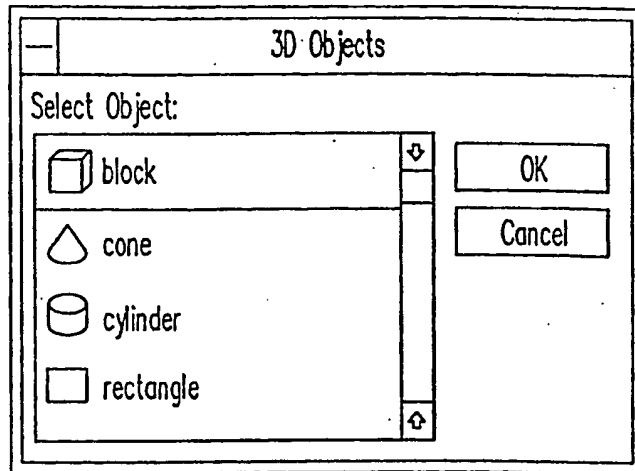 3D Objects
Select Object:
block
cone
cylinder
rectangle
OK
Cancel